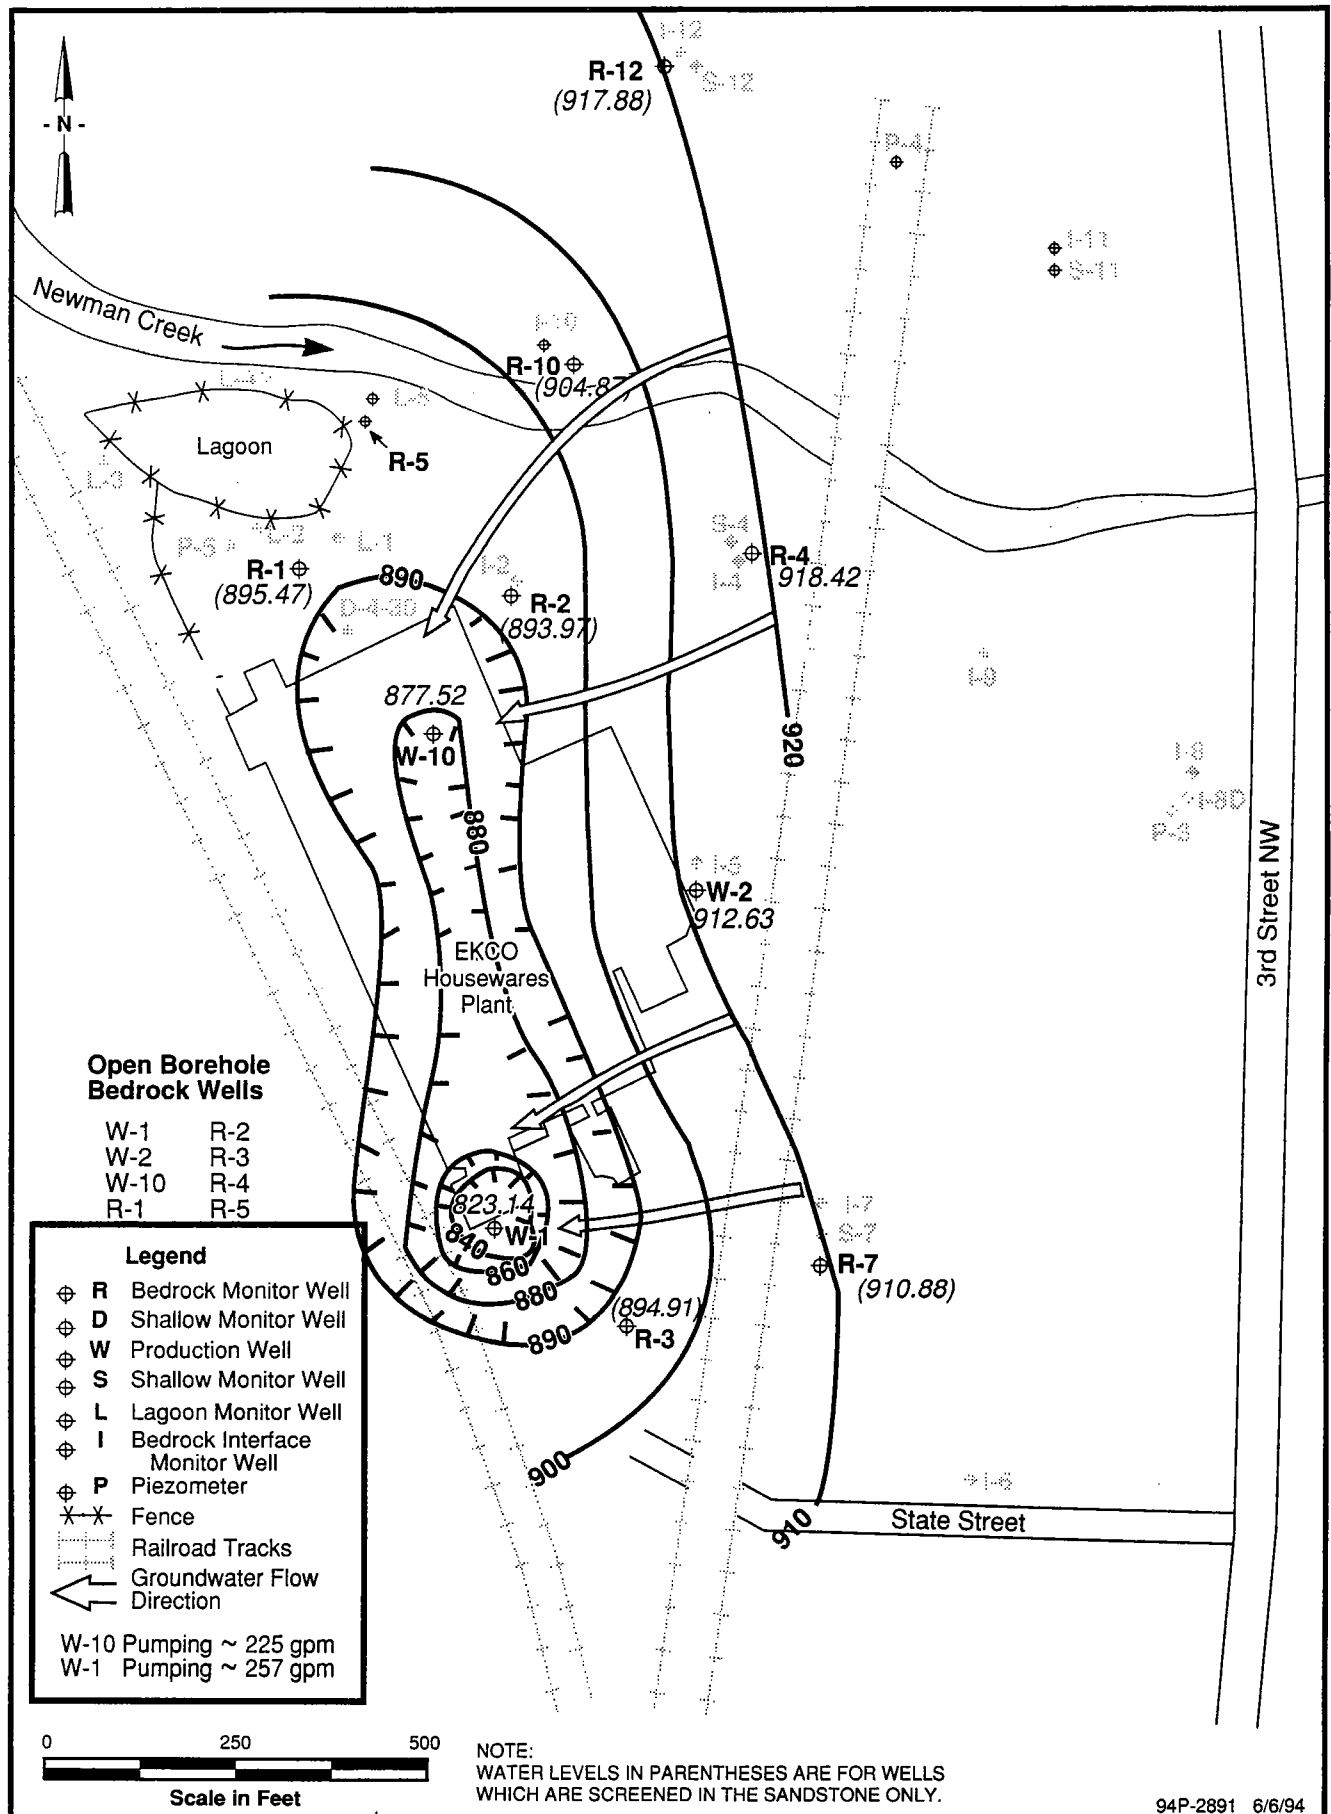 I-12
R-12
(917.88)
S-12
- N -
P-4
I-11
S-11
Newman Creek
I-10
R-10
(904.87)
L-8
Lagoon
R-5
L-3
L-2
L-1
P-5
R-1
(895.47)
890
D-4-30
I-2
R-2
(893.97)
S-4
I-4
R-4
918.42
I-9
877.52
W-10
920
880
I-8
I-8D
P-3
I-5
W-2
912.63
3rd Street NW
EKCO
Housewares
Plant
Open Borehole
Bedrock Wells
W-1 R-2
W-2 R-3
W-10 R-4
R-1 R-5
823.14
W-1
840
860
880
890
I-7
S-7
R-7
(910.88)
(894.91)
R-3
900
910
I-6
State Street
Legend
R Bedrock Monitor Well
D Shallow Monitor Well
W Production Well
S Shallow Monitor Well
L Lagoon Monitor Well
I Bedrock Interface
Monitor Well
P Piezometer
Fence
Railroad Tracks
Groundwater Flow
Direction
W-10 Pumping ~ 225 gpm
W-1 Pumping ~ 257 gpm
0 250 500
Scale in Feet
NOTE:
WATER LEVELS IN PARENTHESES ARE FOR WELLS
WHICH ARE SCREENED IN THE SANDSTONE ONLY.
94P-2891 6/6/94